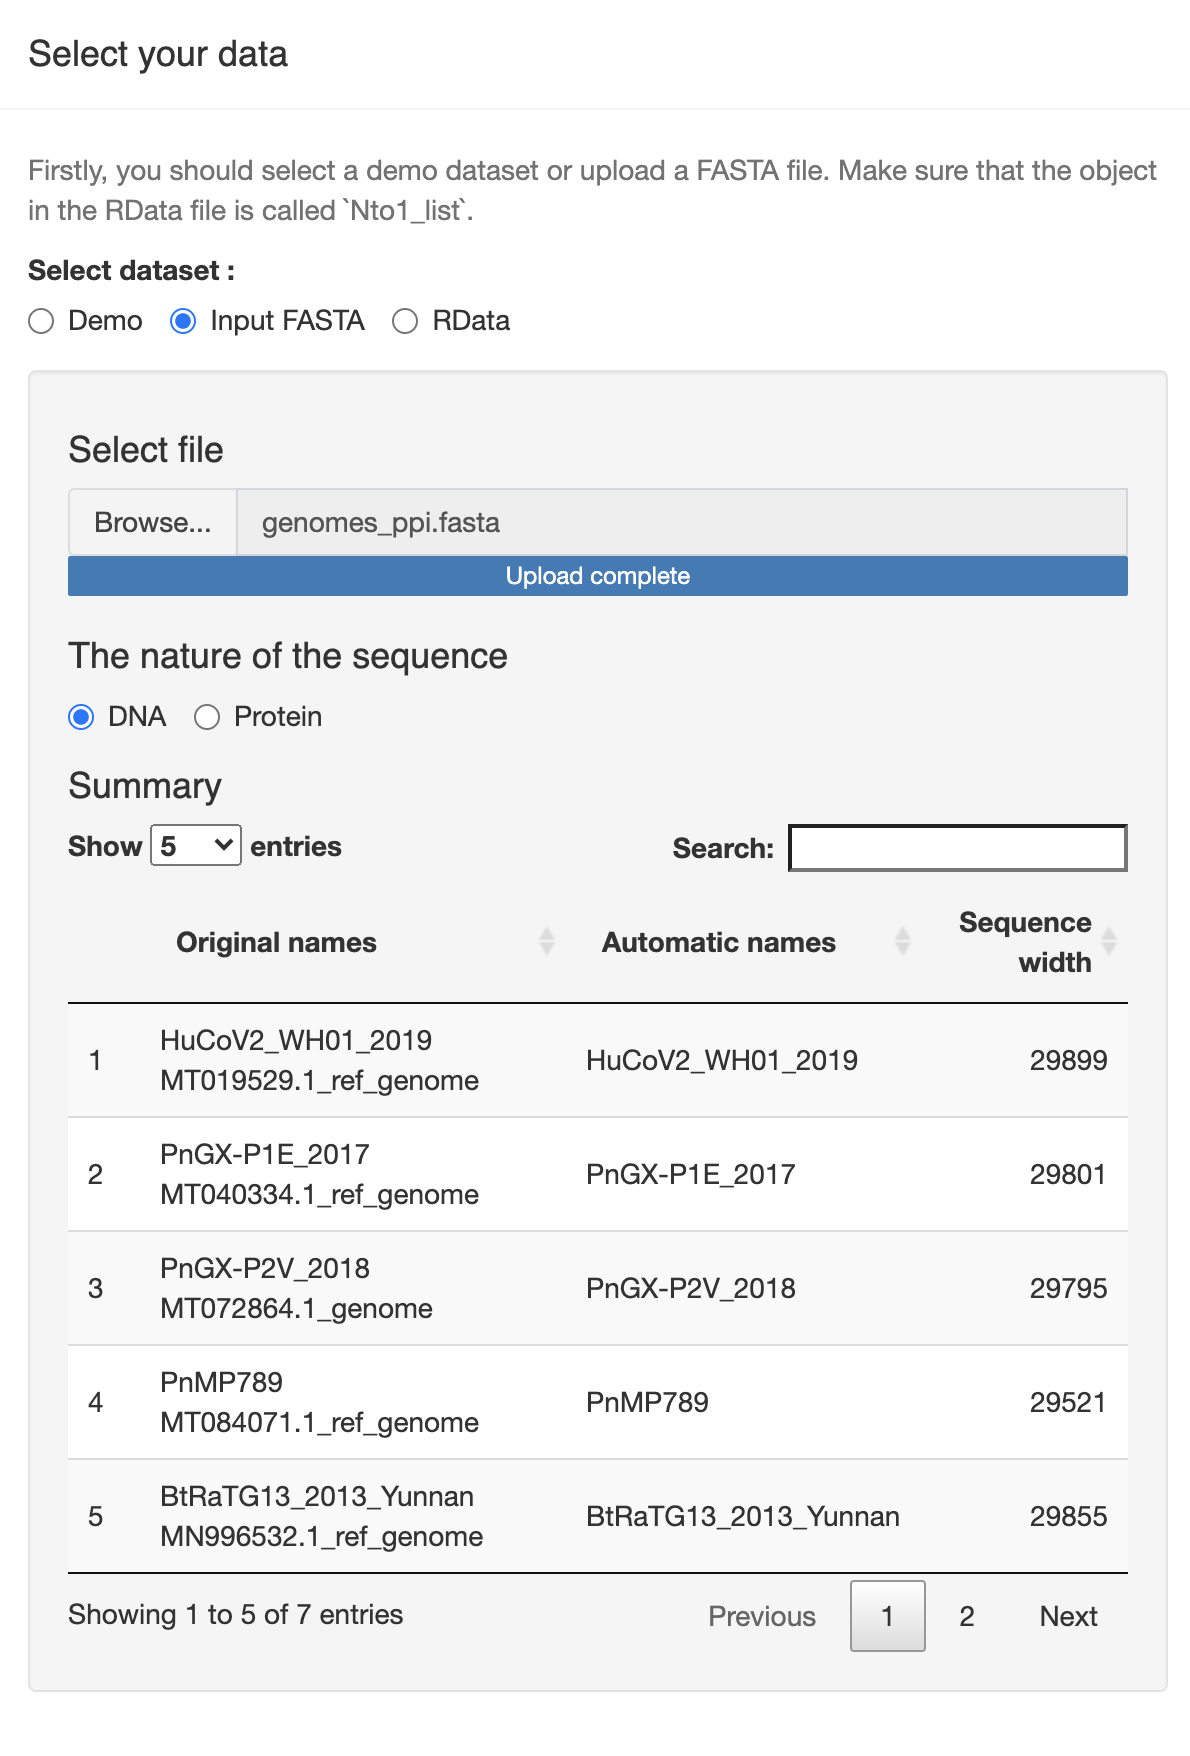 Select your data
Firstly, you should select a demo dataset or upload a FASTA file. Make sure that the object
in the RData file is called `Nto1_list`.
Select dataset :
Demo Input FASTA RData
Select file
Browse... genomes_ppi.fasta
Upload complete
The nature of the sequence
DNA Protein
Summary
Show 5 entries Search:
Original names Automatic names Sequence
width
1 HuCoV2_WH01_2019
MT019529.1_ref_genome HuCoV2_WH01_2019 29899
2 PnGX-P1E_2017
MT040334.1_ref_genome PnGX-P1E_2017 29801
3 PnGX-P2V_2018
MT072864.1_genome PnGX-P2V_2018 29795
4 PnMP789
MT084071.1_ref_genome PnMP789 29521
5 BtRaTG13_2013_Yunnan
MN996532.1_ref_genome BtRaTG13_2013_Yunnan 29855
Showing 1 to 5 of 7 entries Previous 1 2 Next